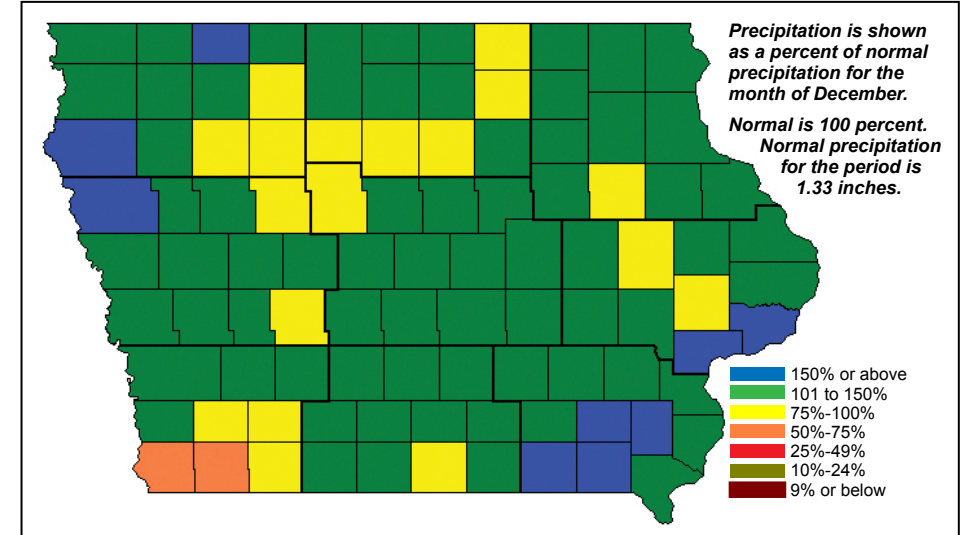 Precipitation is shown
as a percent of normal
precipitation for the
month of December.
Normal is 100 percent.
Normal precipitation
for the period is
1.33 inches.
150% or above
101 to 150%
75%-100%
50%-75%
25%-49%
10%-24%
9% or below